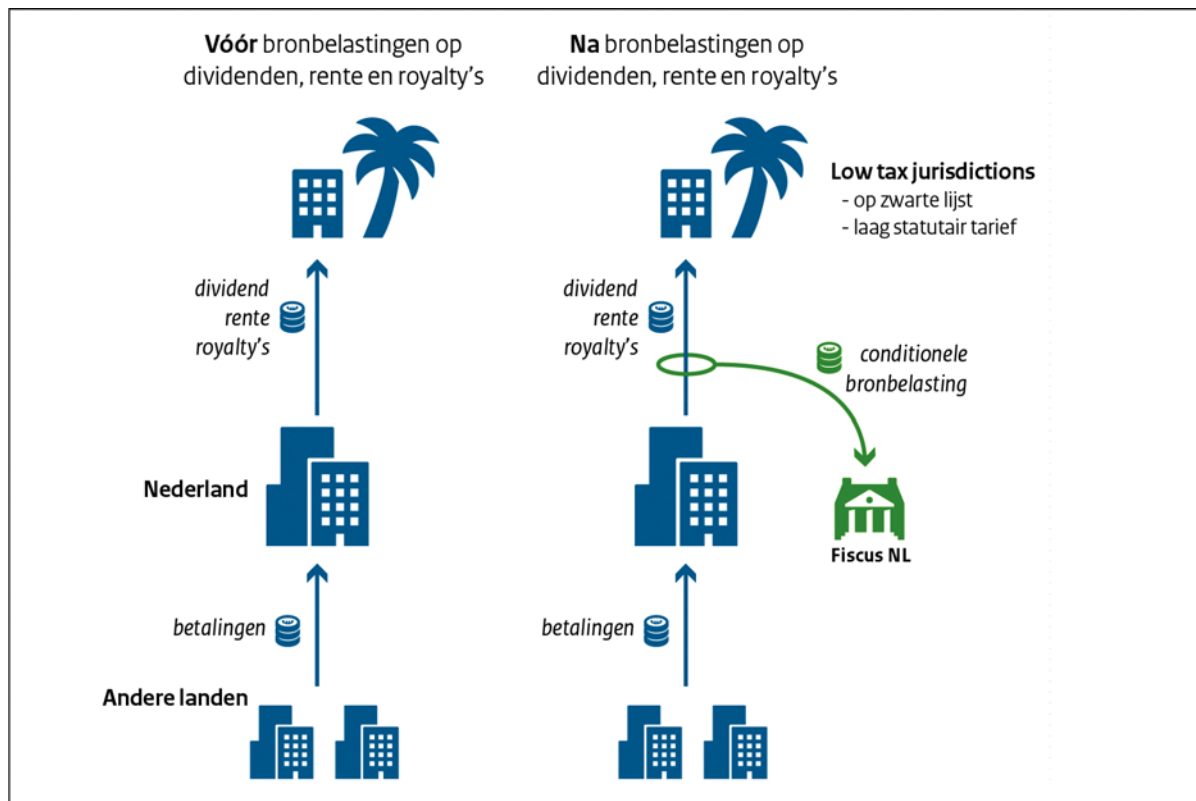 Vóór bronbelastingen op
dividenden, rente en royalty's
Na bronbelastingen op
dividenden, rente en royalty's
Low tax jurisdictions
- op zwarte lijst
- laag statutair tarief
dividend
rente
royalty's
dividend
rente
royalty's
conditionele
bronbelasting
Nederland
Fiscus NL
betalingen
betalingen
Andere landen